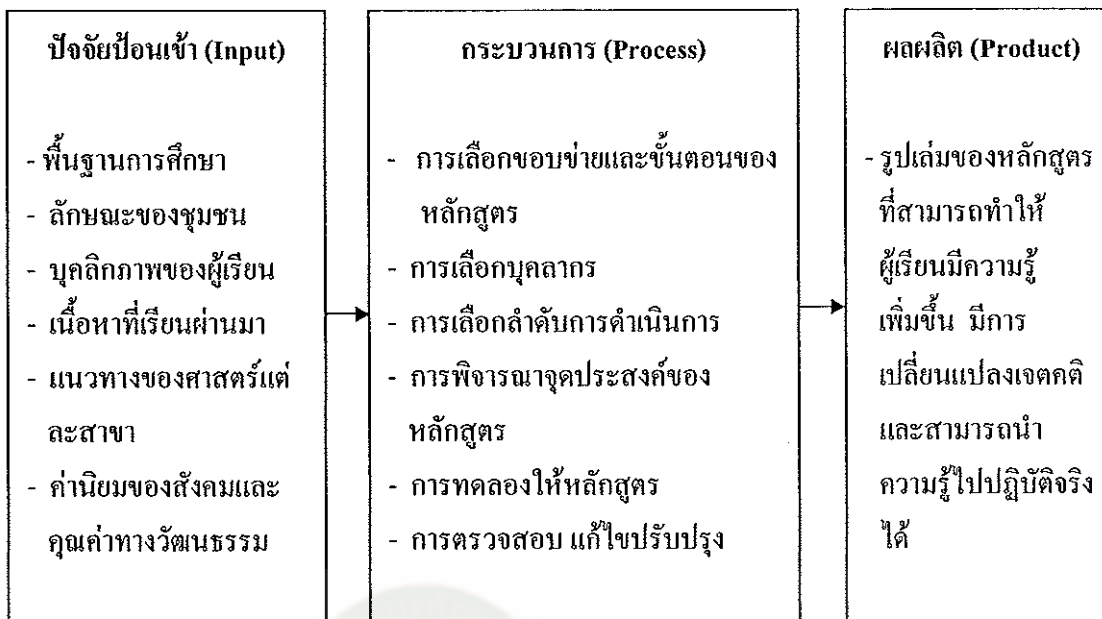 ปัจจัยป้อนเข้า (Input)
- พื้นฐานการศึกษา
- ลักษณะของชุมชน
- บุคลิกภาพของผู้เรียน
- เนื้อหาที่เรียนผ่านมา
- แนวทางของศาสตร์แต่
ละสาขา
- ค่านิยมของสังคมและ
คุณค่าทางวัฒนธรรม
กระบวนการ (Process)
- การเลือกขอบข่ายและขั้นตอนของ
หลักสูตร
- การเลือกบุคลากร
- การเลือกลำดับการดำเนินการ
- การพิจารณาจุดประสงค์ของ
หลักสูตร
- การทดลองให้หลักสูตร
- การตรวจสอบ แก้ไขปรับปรุง
ผลผลิต (Product)
- รูปเล่มของหลักสูตร
ที่สามารถทำให้
ผู้เรียนมีความรู้
เพิ่มขึ้น มีการ
เปลี่ยนแปลงเจตคติ
และสามารถนำ
ความรู้ไปปฏิบัติจริง
ได้